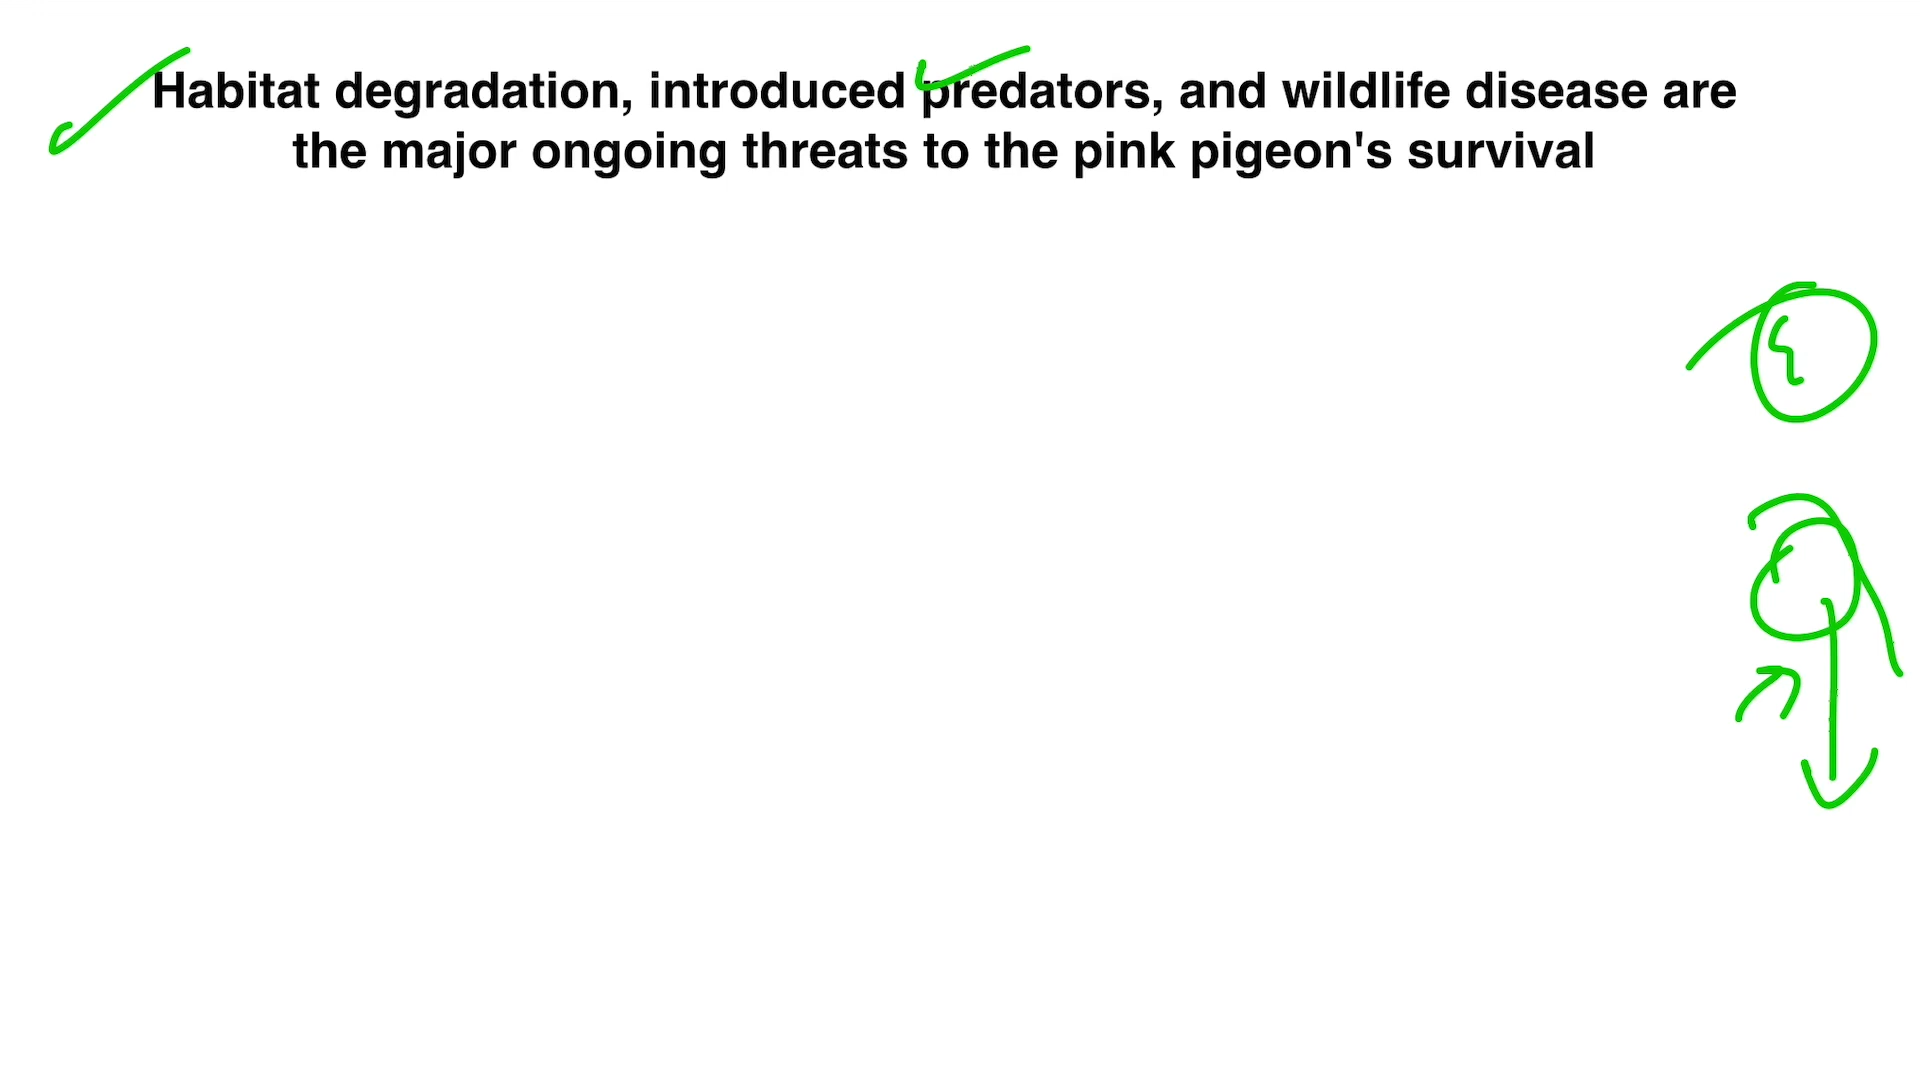 Habitat degradation, introduced predators, and wildlife disease are
the major ongoing threats to the pink pigeon's survival